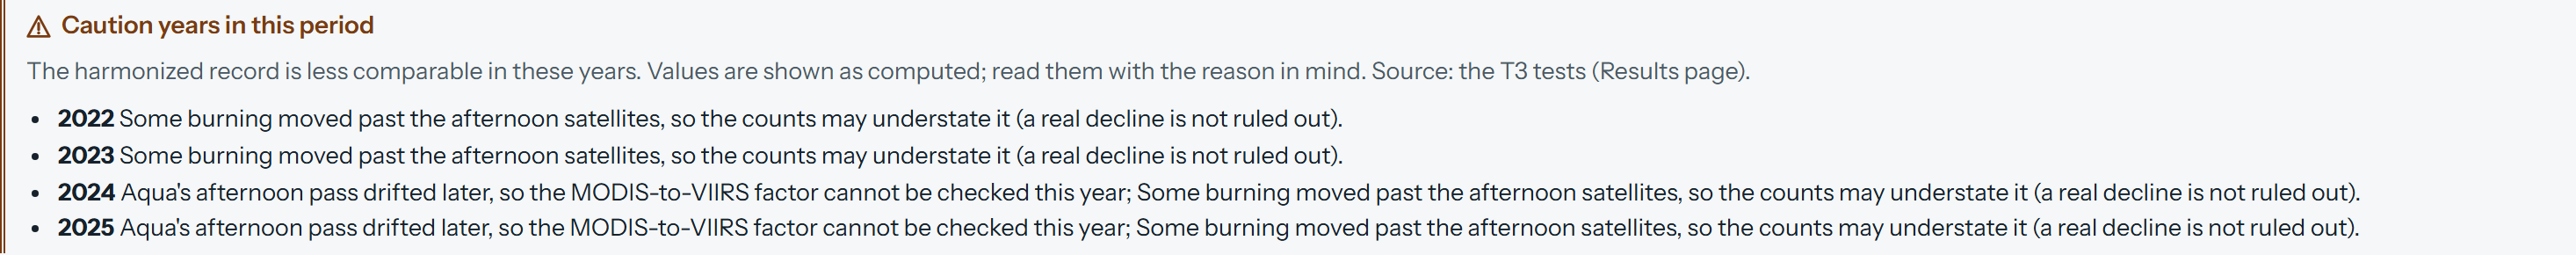 Caution years in this period
The harmonized record is less comparable in these years. Values are shown as computed; read them with the reason in mind. Source: the T3 tests (Results page).
• 2022 Some burning moved past the afternoon satellites, so the counts may understate it (a real decline is not ruled out).
• 2023 Some burning moved past the afternoon satellites, so the counts may understate it (a real decline is not ruled out).
• 2024 Aqua's afternoon pass drifted later, so the MODIS-to-VIIRS factor cannot be checked this year; Some burning moved past the afternoon satellites, so the counts may understate it (a real decline is not ruled out).
• 2025 Aqua's afternoon pass drifted later, so the MODIS-to-VIIRS factor cannot be checked this year; Some burning moved past the afternoon satellites, so the counts may understate it (a real decline is not ruled out).